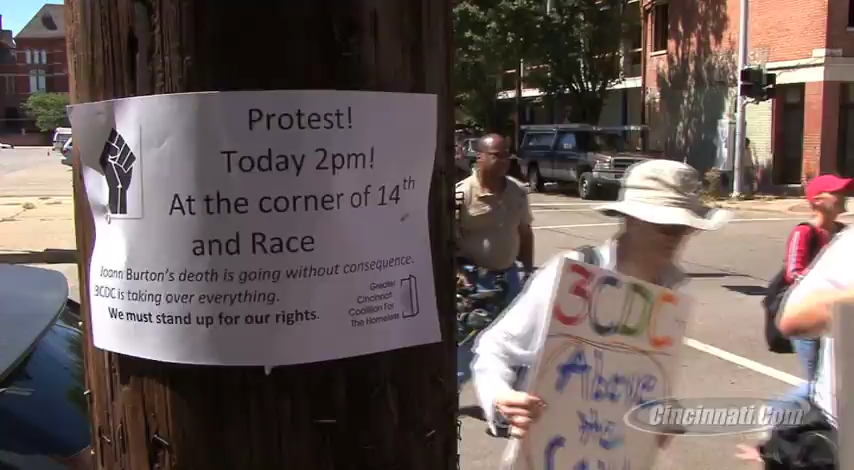 Protest!
Today 2pm!
At the corner of 14th
and Race
Joann Burton's death is going without consequence.
3CDC is taking over everything.
We must stand up for our rights.
Greater
Cincinnati
Coalition For
The Homeless
3CDC
Above
the
Cincinnati.Com